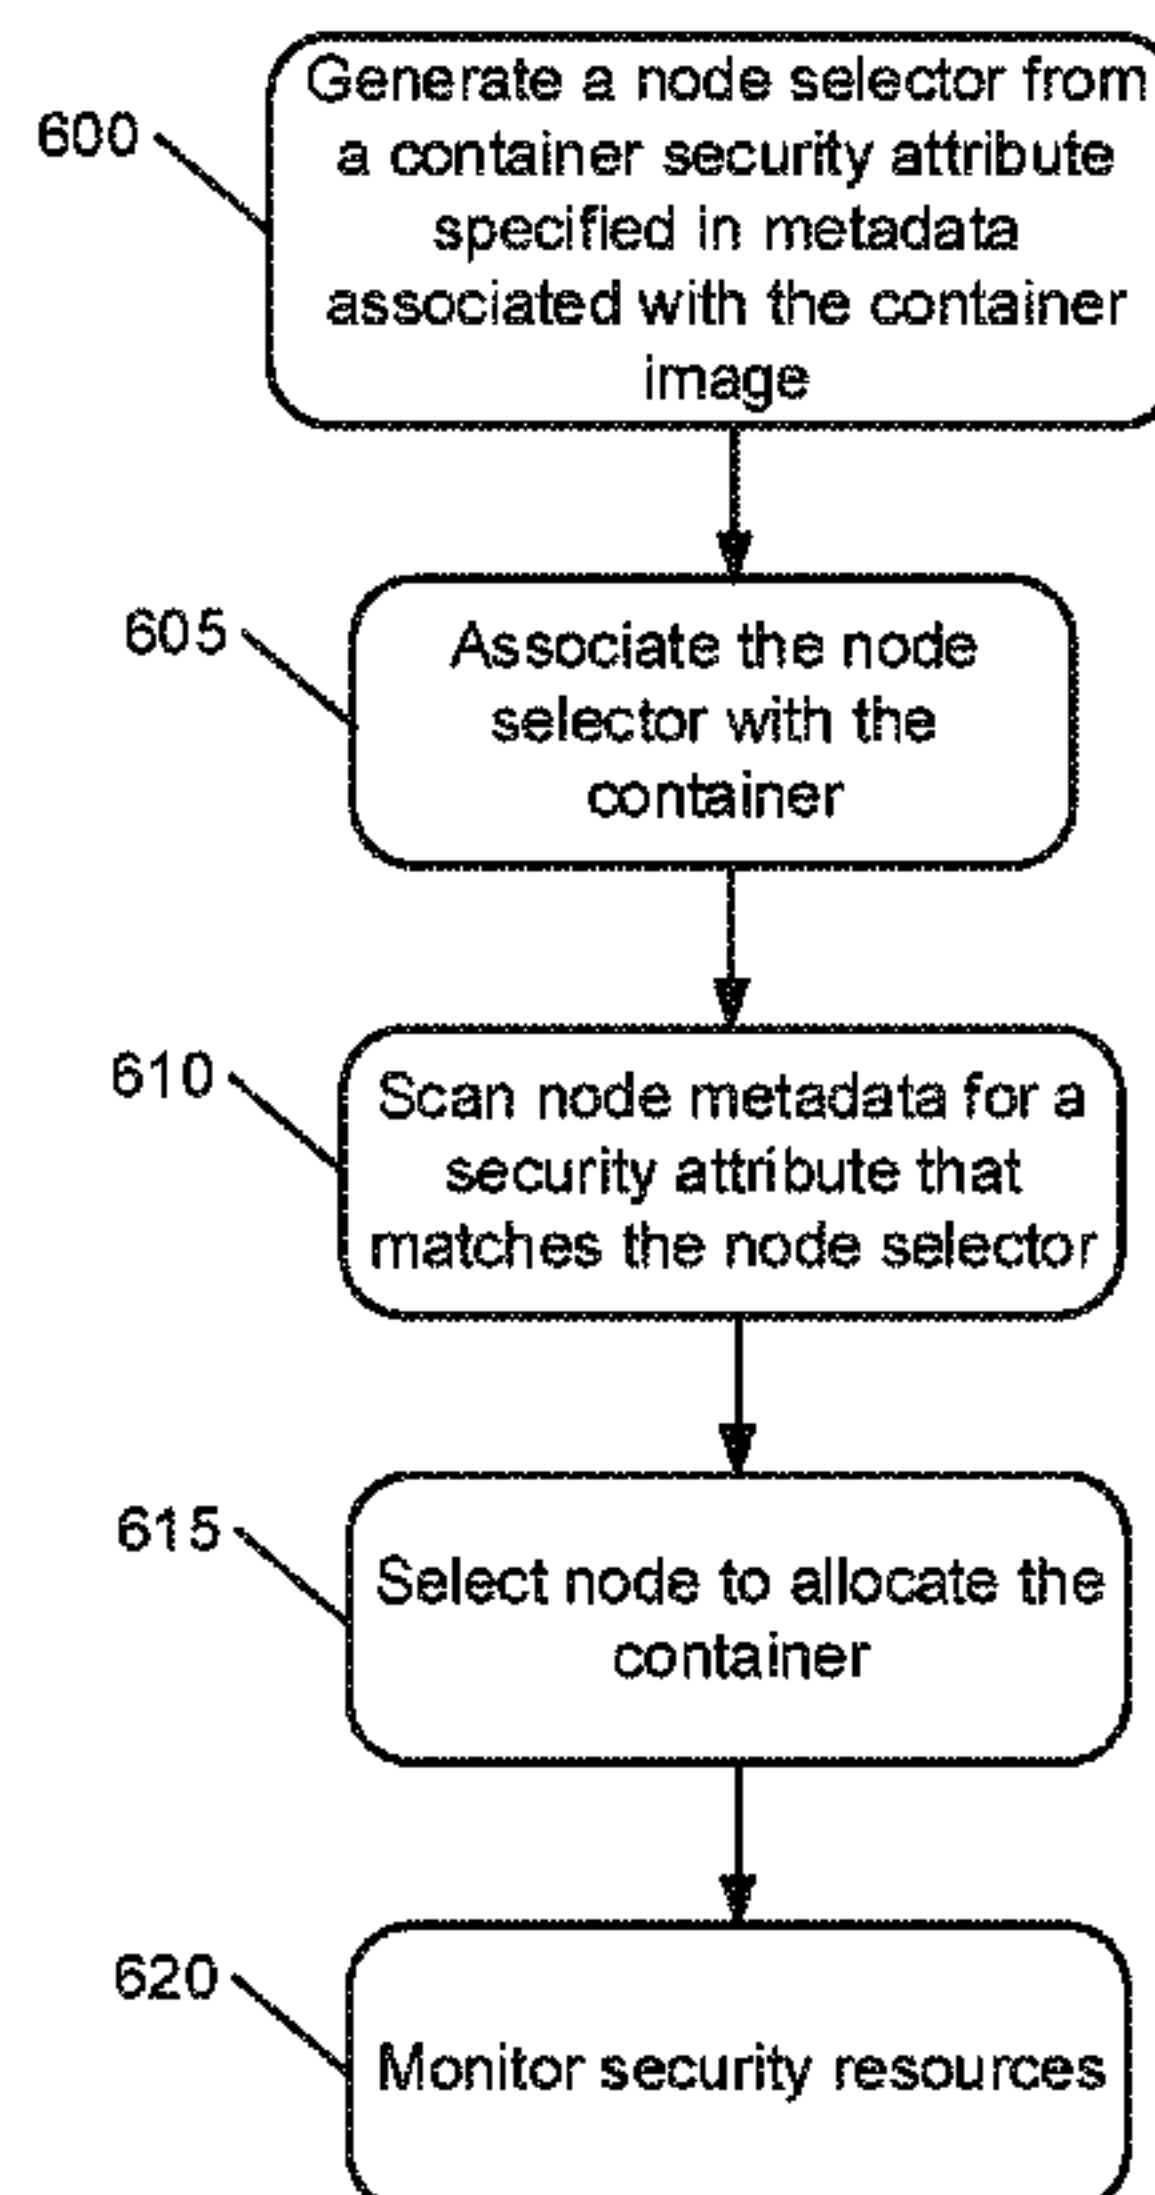 600
Generate a node selector from
a container security attribute
specified in metadata
associated with the container
image
605
Associate the node
selector with the
container
610
Scan node metadata for a
security attribute that
matches the node selector
615
Select node to allocate the
container
620
Monitor security resources